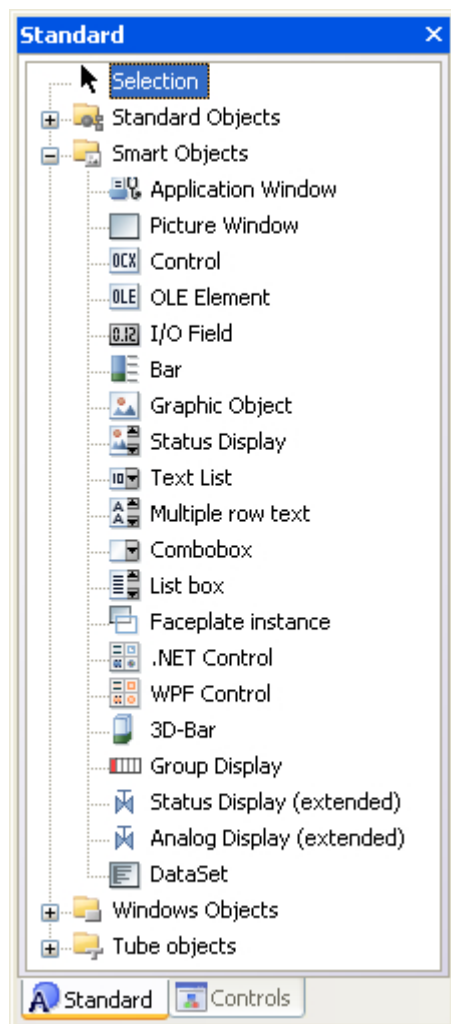 Standard
Selection
Standard Objects
Smart Objects
Application Window
Picture Window
OCX Control
OLE OLE Element
0.12 I/O Field
Bar
Graphic Object
Status Display
10 Text List
A A Multiple row text
Combobox
List box
Faceplate instance
.NET Control
WPF Control
3D-Bar
Group Display
Status Display (extended)
Analog Display (extended)
DataSet
Windows Objects
Tube objects
A Standard Controls